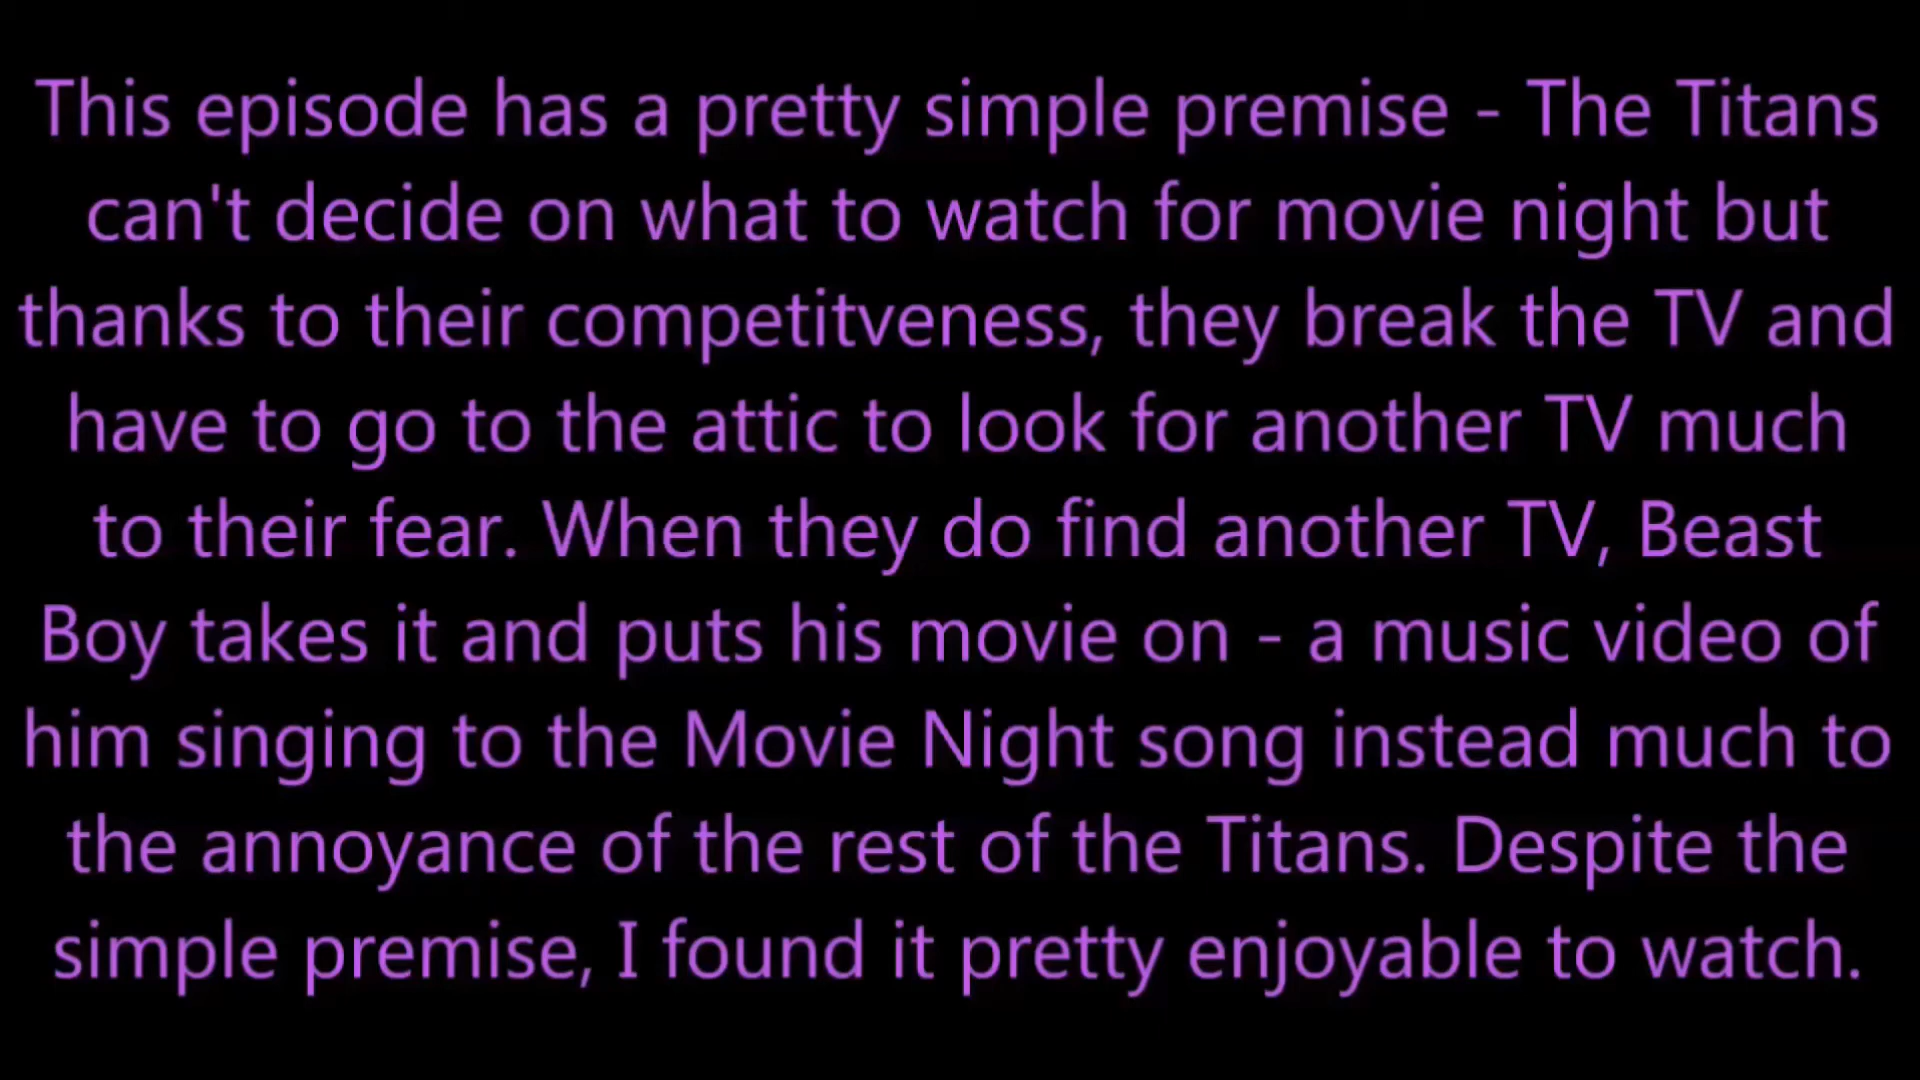 This episode has a pretty simple premise - The Titans
can't decide on what to watch for movie night but
thanks to their competitveness, they break the TV and
have to go to the attic to look for another TV much
to their fear. When they do find another TV, Beast
Boy takes it and puts his movie on - a music video of
him singing to the Movie Night song instead much to
the annoyance of the rest of the Titans. Despite the
simple premise, I found it pretty enjoyable to watch.